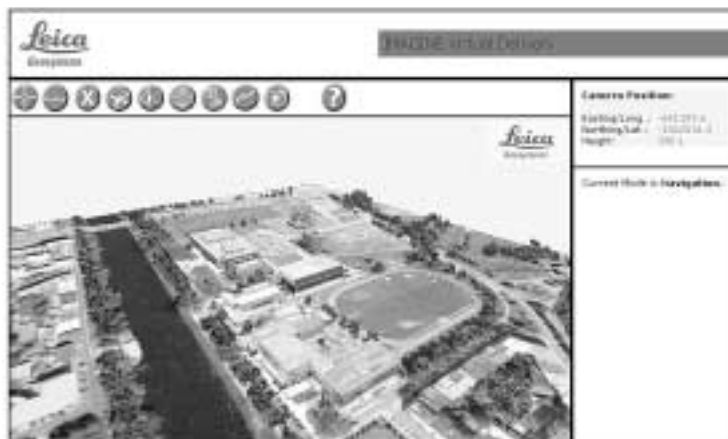 Leica
Geosystems
IMAGINE Virtual Delivery
?
Leica
Geosystems
Camera Position:
Easting/Long. :
Northing/Lat. :
Height:
Current Mode is Navigation.